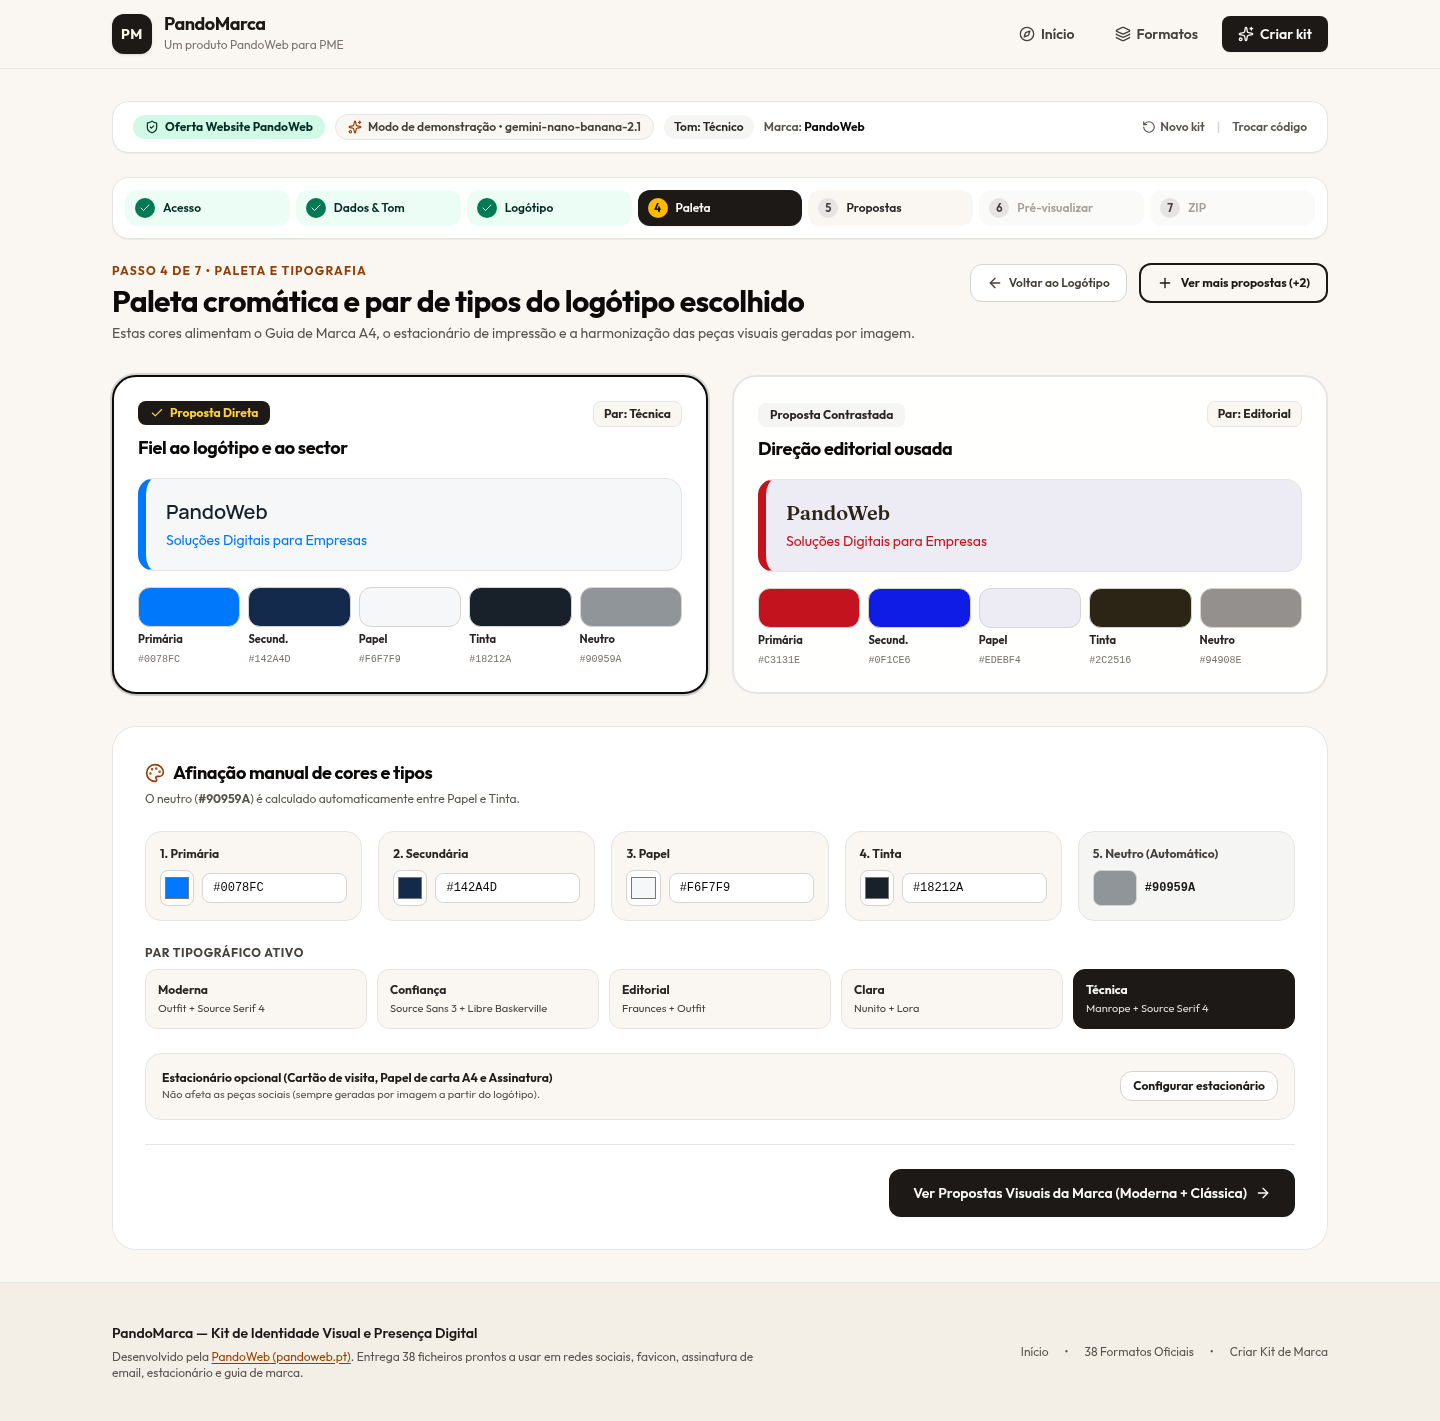 PM
PandoMarca
Um produto PandoWeb para PME
Início
Formatos
Criar kit
Oferta Website PandoWeb
Modo de demonstração • gemini-nano-banana-2.1
Tom: Técnico
Marca: PandoWeb
Novo kit
|
Trocar código
Acesso
Dados & Tom
Logótipo
4
Paleta
5
Propostas
6
Pré-visualizar
7
ZIP
PASSO 4 DE 7 • PALETA E TIPOGRAFIA
Paleta cromática e par de tipos do logótipo escolhido
Estas cores alimentam o Guia de Marca A4, o estacionário de impressão e a harmonização das peças visuais geradas por imagem.
Voltar ao Logótipo
Ver mais propostas (+2)
Proposta Direta
Par: Técnica
Fiel ao logótipo e ao sector
PandoWeb
Soluções Digitais para Empresas
Primária
Secund.
Papel
Tinta
Neutro
#0078FC
#142A4D
#F6F7F9
#18212A
#90959A
Proposta Contrastada
Par: Editorial
Direção editorial ousada
PandoWeb
Soluções Digitais para Empresas
Primária
Secund.
Papel
Tinta
Neutro
#C3131E
#0F1CE6
#EDEBF4
#2C2516
#94908E
Afinação manual de cores e tipos
O neutro (#90959A) é calculado automaticamente entre Papel e Tinta.
1. Primária
#0078FC
2. Secundária
#142A4D
3. Papel
#F6F7F9
4. Tinta
#18212A
5. Neutro (Automático)
#90959A
PAR TIPOGRÁFICO ATIVO
Moderna
Outfit + Source Serif 4
Confiança
Source Sans 3 + Libre Baskerville
Editorial
Fraunces + Outfit
Clara
Nunito + Lora
Técnica
Manrope + Source Serif 4
Estacionário opcional (Cartão de visita, Papel de carta A4 e Assinatura)
Não afeta as peças sociais (sempre geradas por imagem a partir do logótipo).
Configurar estacionário
Ver Propostas Visuais da Marca (Moderna + Clássica)
PandoMarca — Kit de Identidade Visual e Presença Digital
Desenvolvido pela PandoWeb (pandoweb.pt). Entrega 38 ficheiros prontos a usar em redes sociais, favicon, assinatura de
email, estacionário e guia de marca.
Início • 38 Formatos Oficiais • Criar Kit de Marca